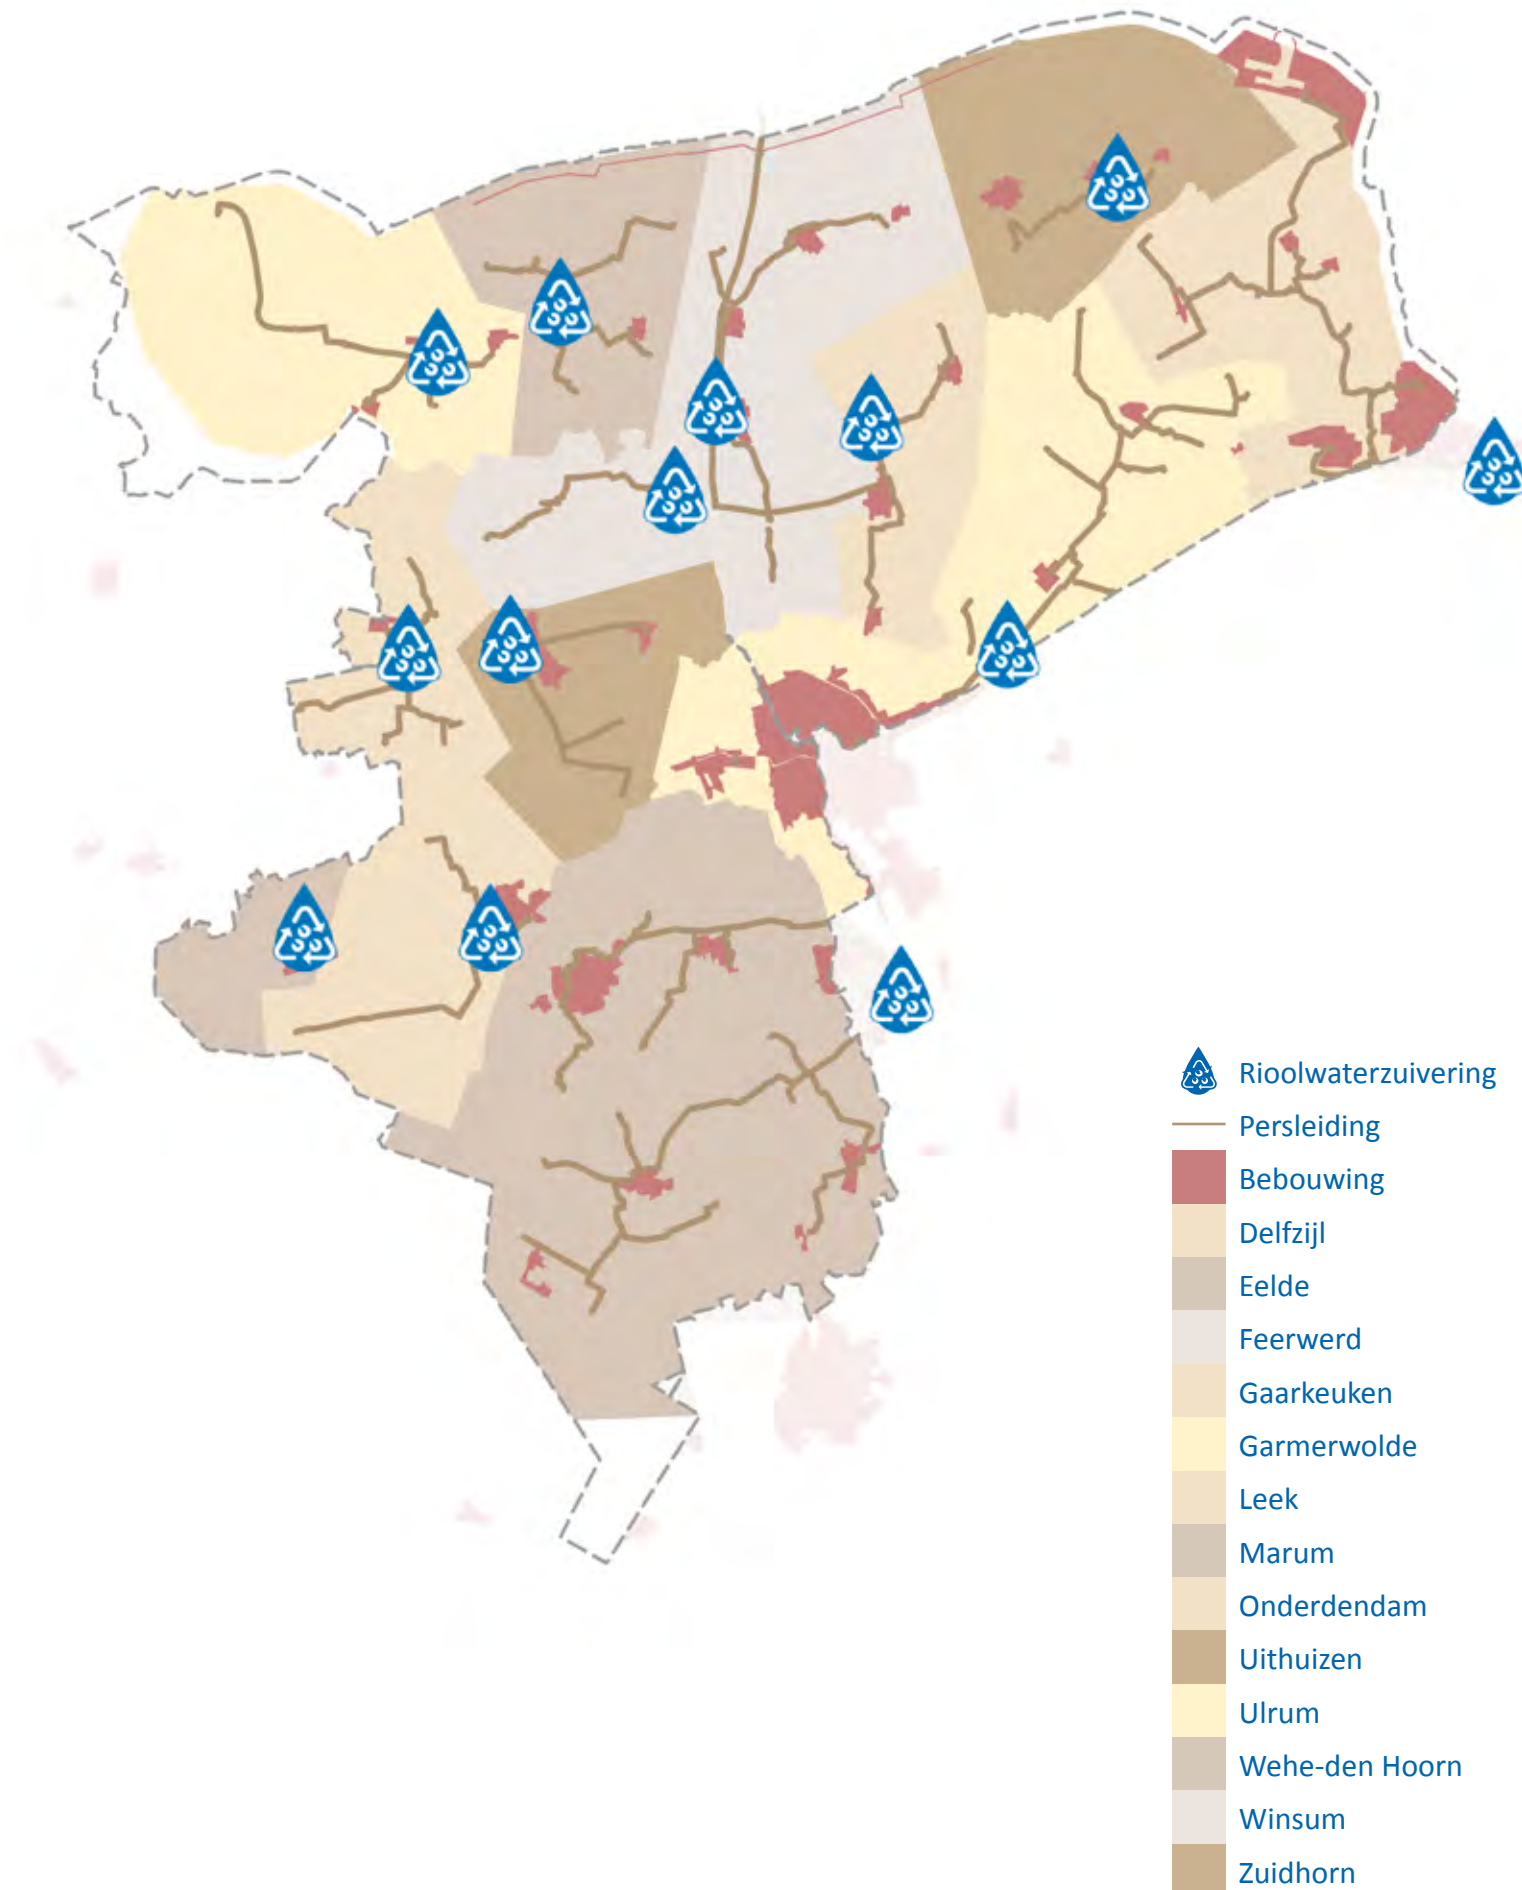 Rioolwaterzuivering
Persleiding
Bebouwing
Delfzijl
Eelde
Feerwerd
Gaarkeuken
Garmerwolde
Leek
Marum
Onderdendam
Uithuizen
Ulrum
Wehe-den Hoorn
Winsum
Zuidhorn